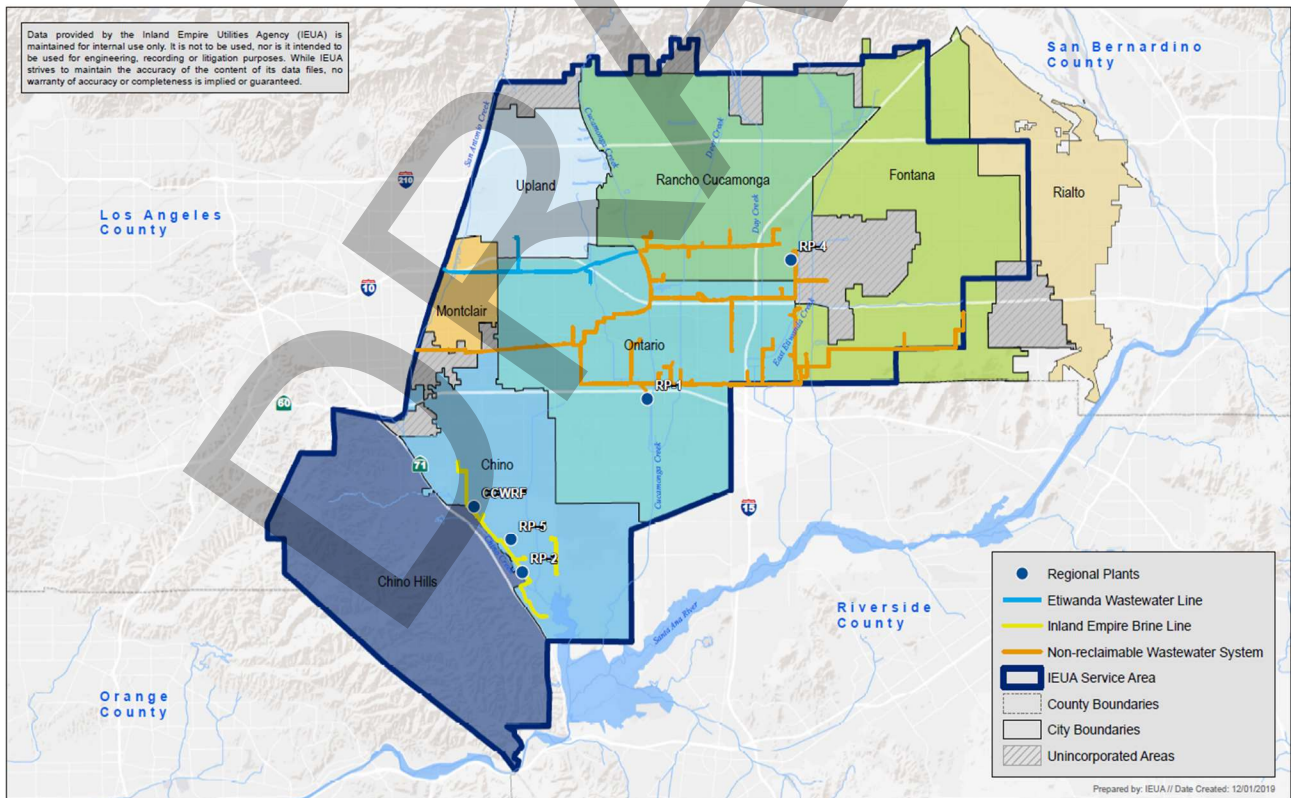 Data provided by the Inland Empire Utilities Agency (IEUA) is
maintained for internal use only. It is not to be used, nor is it intended to
be used for engineering, recording or litigation purposes. While IEUA
strives to maintain the accuracy of the content of its data files, no
warranty of accuracy or completeness is implied or guaranteed.
San Bernardino
County
San Antonio Creek
Cucamonga Creek
Deer Creek
Day Creek
210
Upland
Rancho Cucamonga
Fontana
Rialto
Los Angeles
County
RP-4
10
Montclair
Ontario
East Etiwanda Creek
RP-1
60
71
Chino
Cucamonga Creek
CCWRF
15
RP-5
RP-2
Chino Creek
Chino Hills
Santa Ana River
Riverside
County
Orange
County
Regional Plants
Etiwanda Wastewater Line
Inland Empire Brine Line
Non-reclaimable Wastewater System
IEUA Service Area
County Boundaries
City Boundaries
Unincorporated Areas
Prepared by: IEUA // Date Created: 12/01/2019
DRA